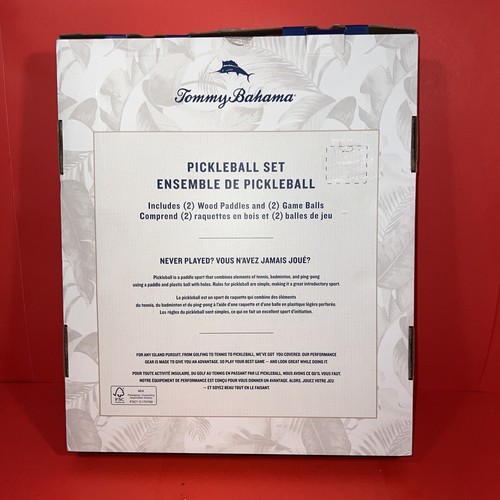 Tommy Bahama
PICKLEBALL SET
ENSEMBLE DE PICKLEBALL
Includes (2) Wood Paddles and (2) Game Balls
Comprend (2) raquettes en bois et (2) balles de jeu
NEVER PLAYED? VOUS N'AVEZ JAMAIS JOUÉ?
Pickleball is a paddle sport that combines elements of tennis, badminton, and ping-pong
using a paddle and plastic ball with holes. Rules for pickleball are simple, making it a great introductory sport.
Le pickleball est un sport de raquette qui combine des éléments
du tennis, du badminton et du ping-pong à l'aide d'une raquette et d'une balle en plastique légère perforée.
Les règles du pickleball sont simples, ce qui en fait un excellent sport d'initiation.
FOR ANY ISLAND PURSUIT, FROM GOLFING TO TENNIS TO PICKLEBALL, WE'VE GOT YOU COVERED. OUR PERFORMANCE
GEAR IS MADE TO GIVE YOU AN ADVANTAGE, SO PLAY YOUR BEST GAME — AND LOOK GREAT WHILE DOING IT.
POUR TOUTE ACTIVITÉ INSULAIRE, DU GOLF AU TENNIS EN PASSANT PAR LE PICKLEBALL, NOUS AVONS CE QU'IL VOUS FAUT.
NOTRE ÉQUIPEMENT DE PERFORMANCE EST CONÇU POUR VOUS DONNER UN AVANTAGE. ALORS, JOUEZ VOTRE JEU
— ET SOYEZ BEAU TOUT EN LE FAISANT.
FSC
MIX